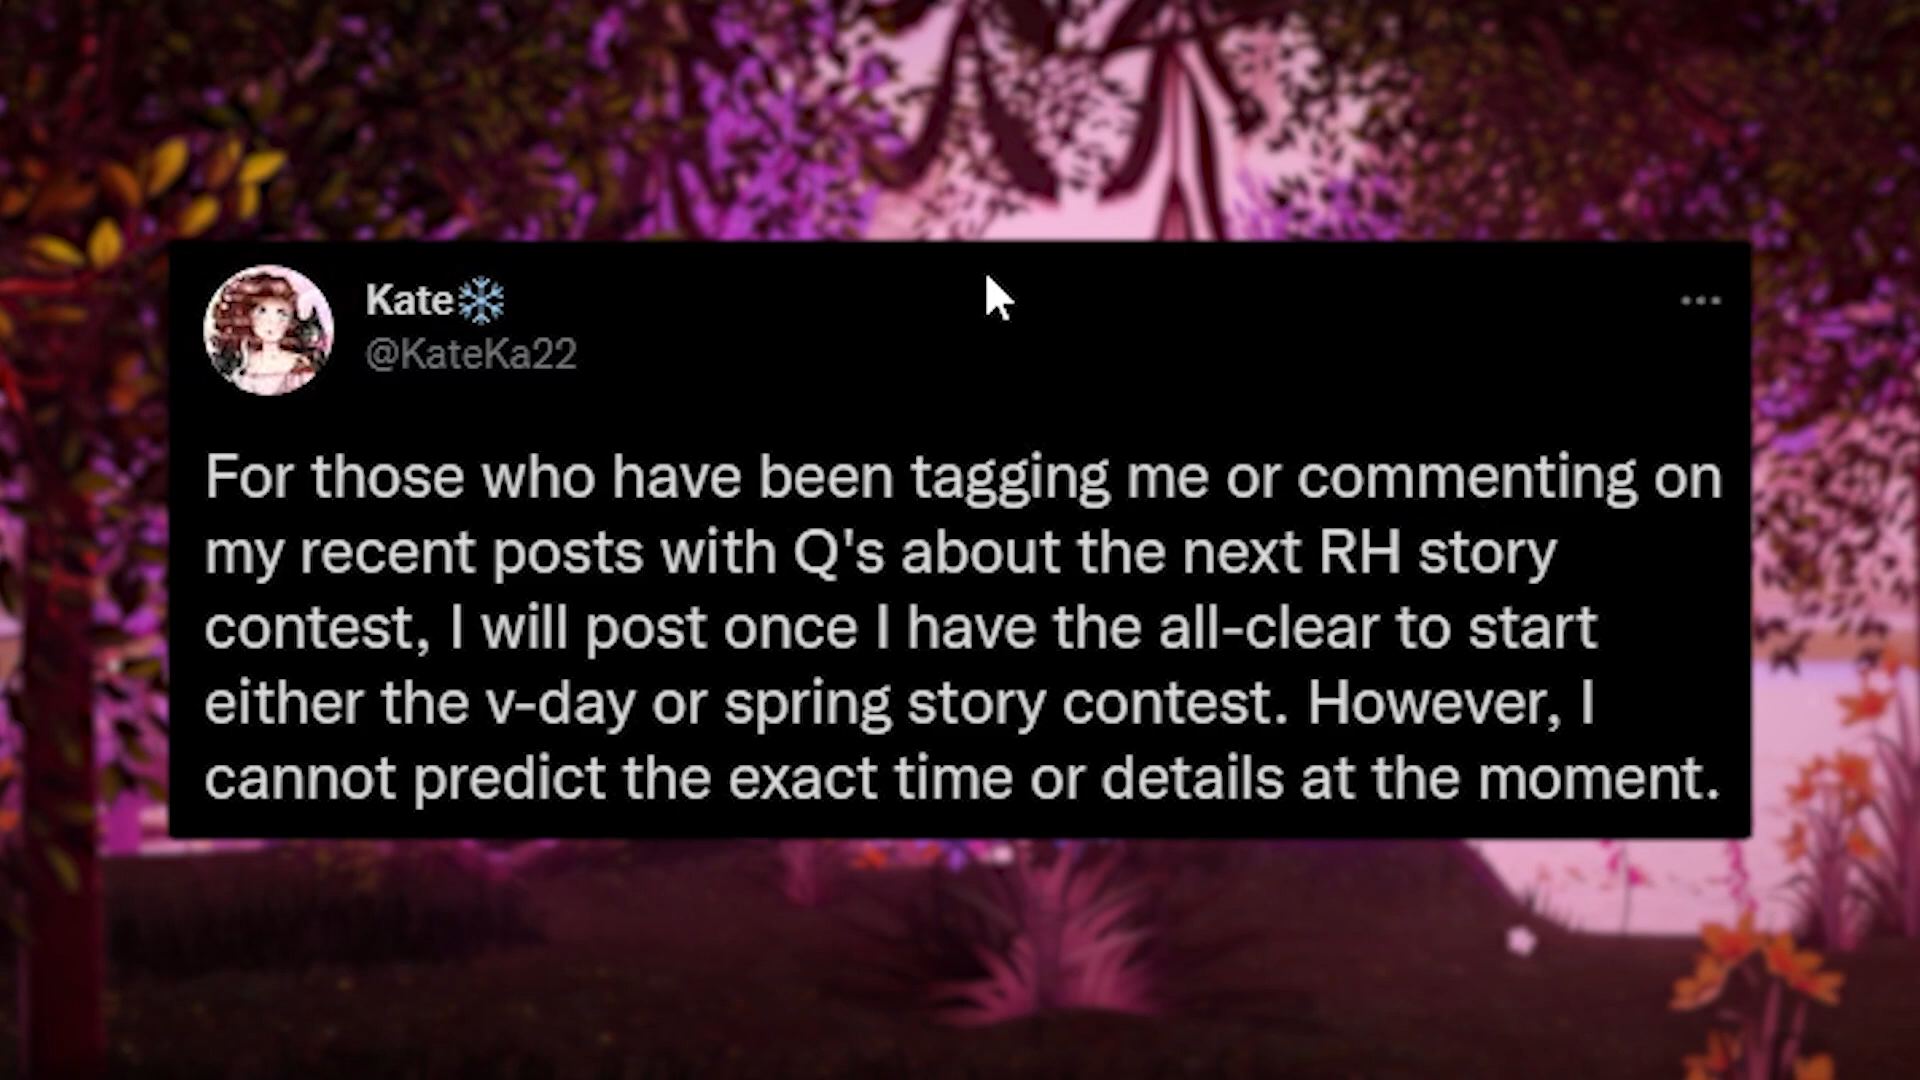 Kate❄️
@KateKa22
For those who have been tagging me or commenting on
my recent posts with Q's about the next RH story
contest, I will post once I have the all-clear to start
either the v-day or spring story contest. However, I
cannot predict the exact time or details at the moment.